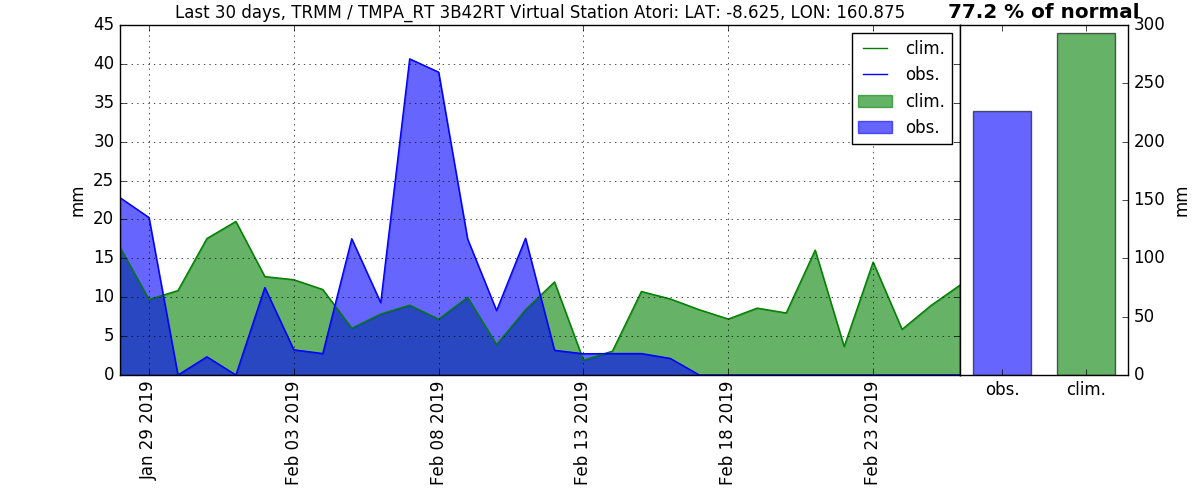 Last 30 days, TRMM / TMPA_RT 3B42RT Virtual Station Atori: LAT: -8.625, LON: 160.875
77.2 % of normal
45
40
35
30
25
20
15
10
5
0
mm
clim.
obs.
clim.
obs.
Jan 29 2019
Feb 03 2019
Feb 08 2019
Feb 13 2019
Feb 18 2019
Feb 23 2019
300
250
200
150
100
50
0
mm
obs.
clim.